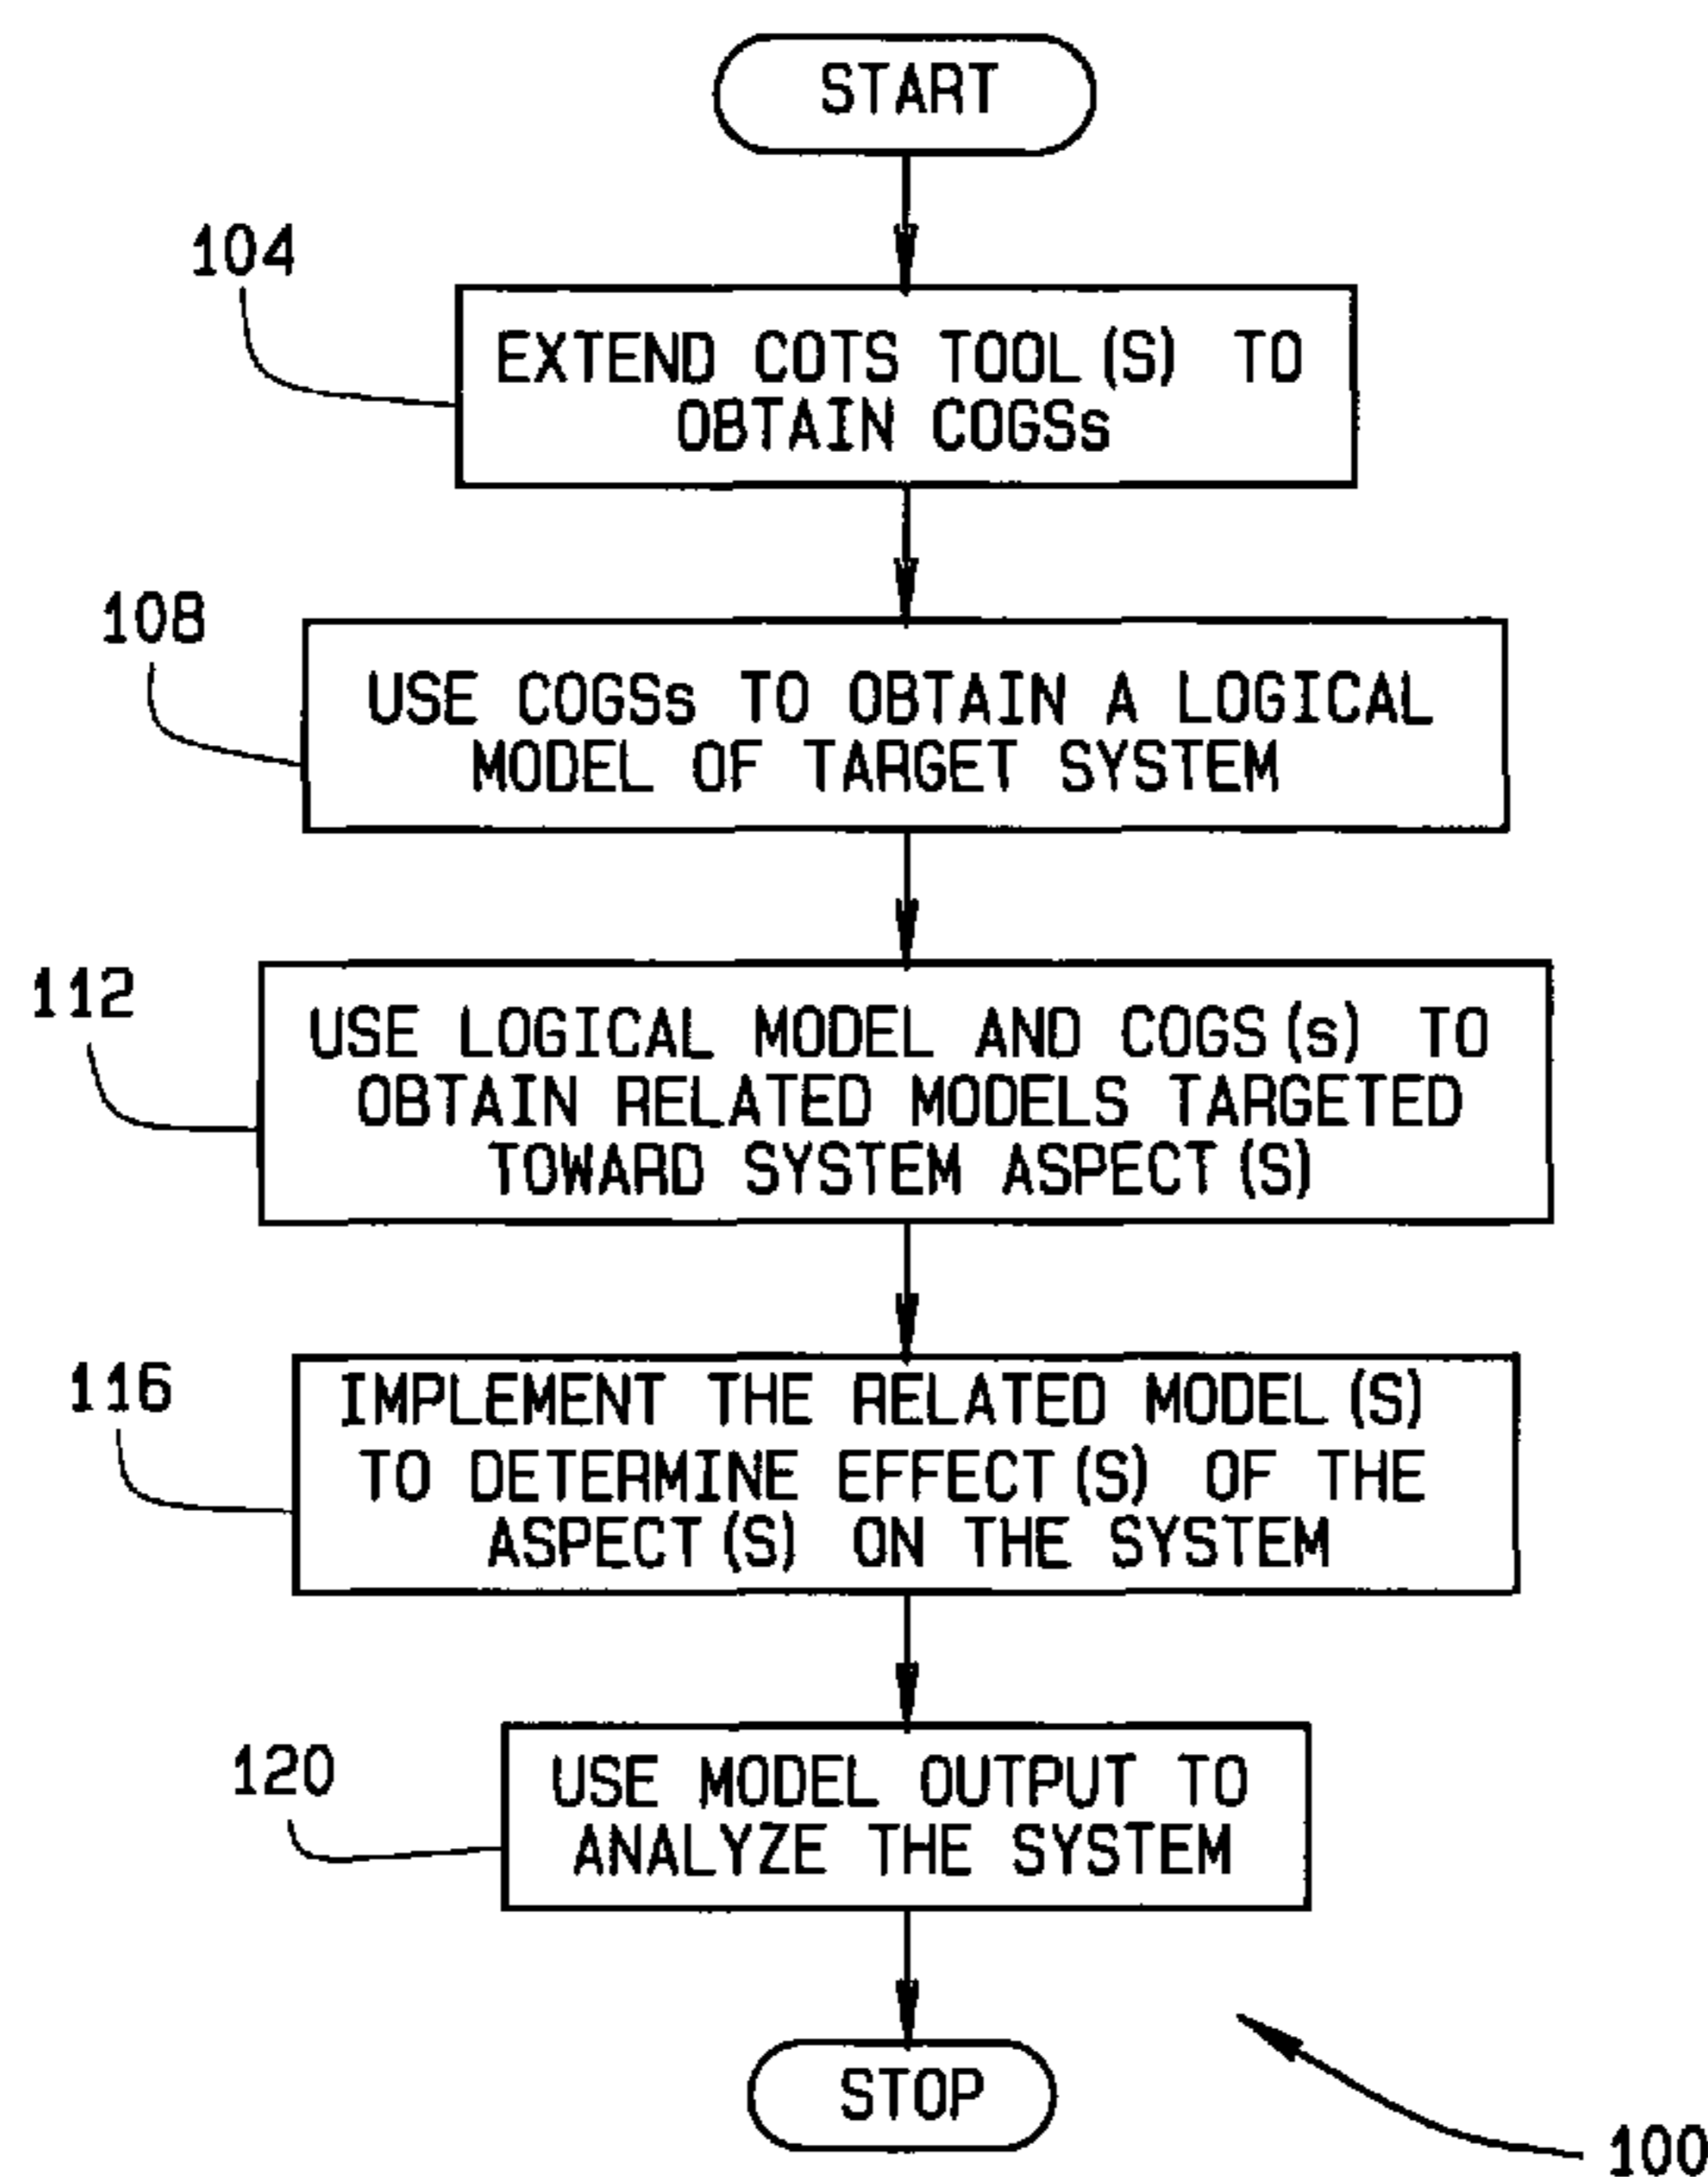 START
104
EXTEND COTS TOOL(S) TO
OBTAIN COGSs
108
USE COGSs TO OBTAIN A LOGICAL
MODEL OF TARGET SYSTEM
112
USE LOGICAL MODEL AND COGS(s) TO
OBTAIN RELATED MODELS TARGETED
TOWARD SYSTEM ASPECT(S)
116
IMPLEMENT THE RELATED MODEL(S)
TO DETERMINE EFFECT(S) OF THE
ASPECT(S) ON THE SYSTEM
120
USE MODEL OUTPUT TO
ANALYZE THE SYSTEM
STOP
100